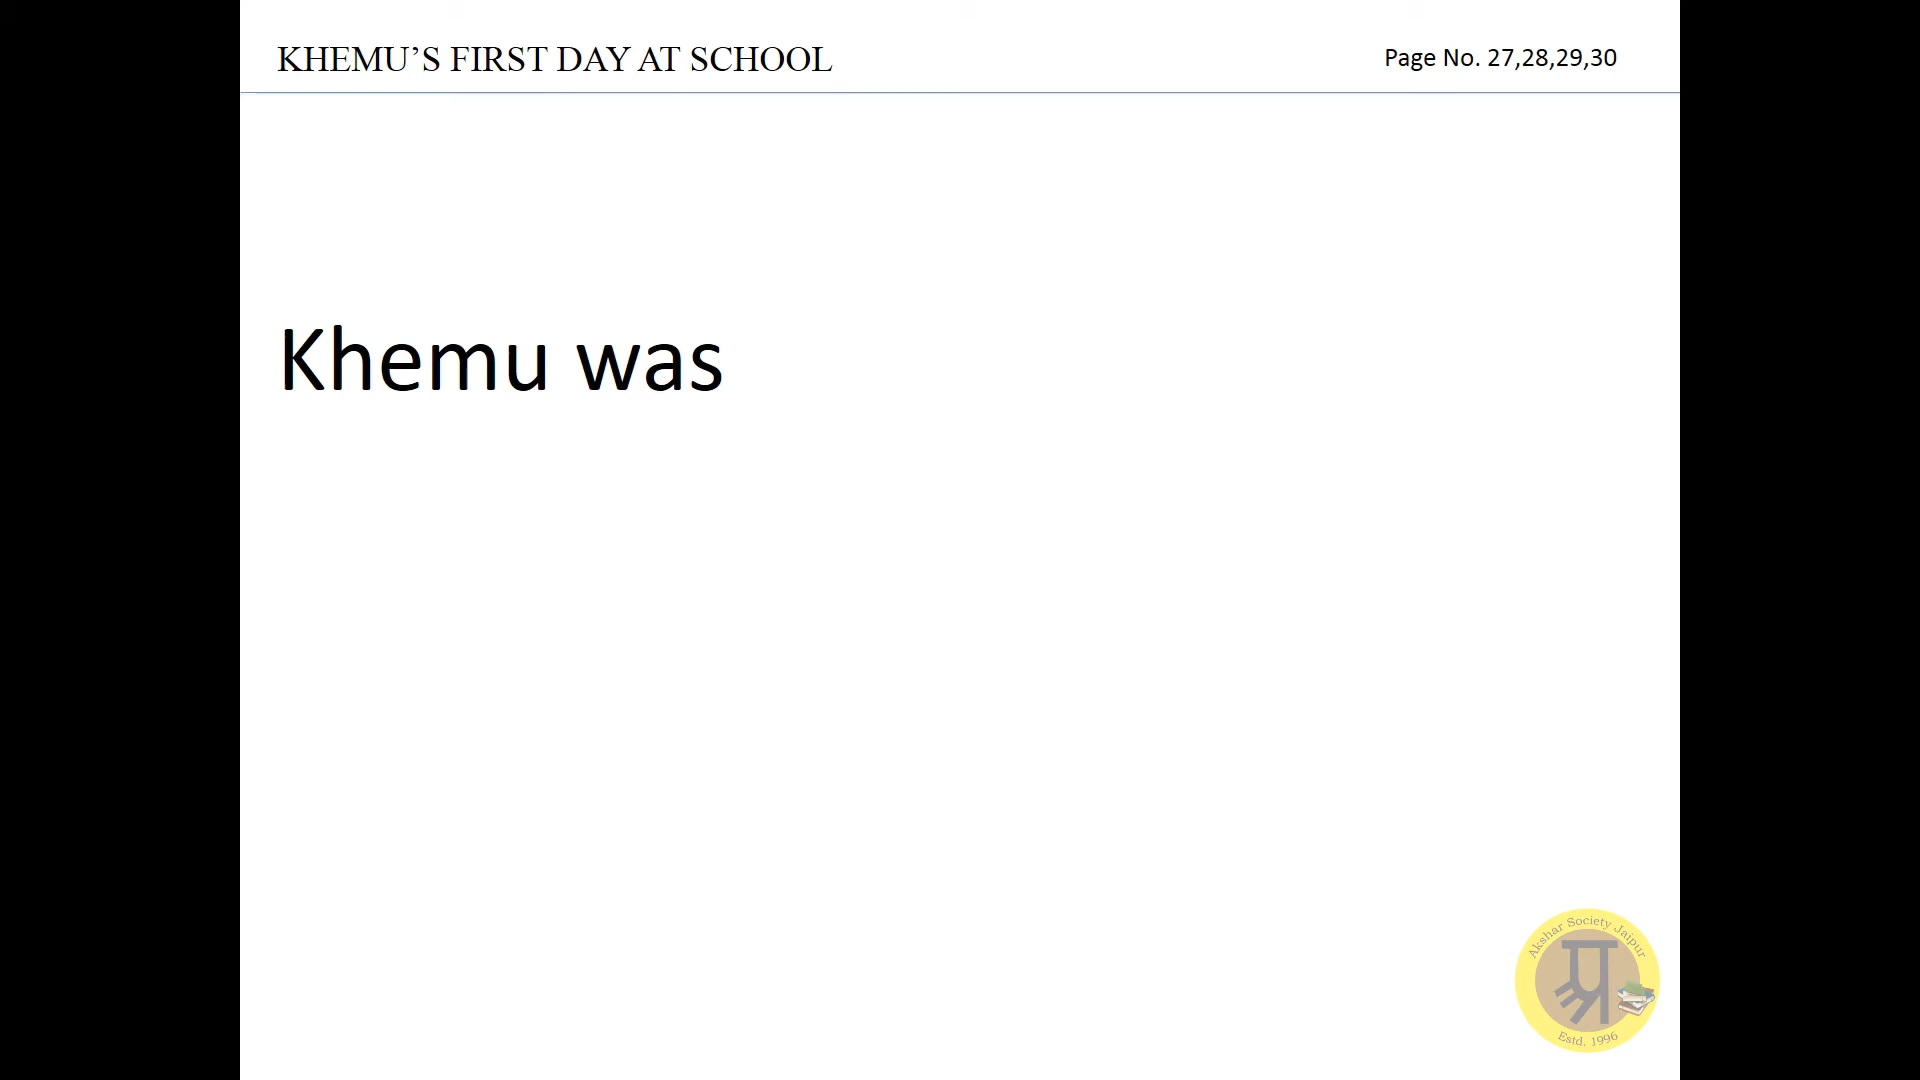 KHEMU’S FIRST DAY AT SCHOOL
Page No. 27,28,29,30
Khemu was
Akshar Society Jaipur
प्र
Estd. 1996